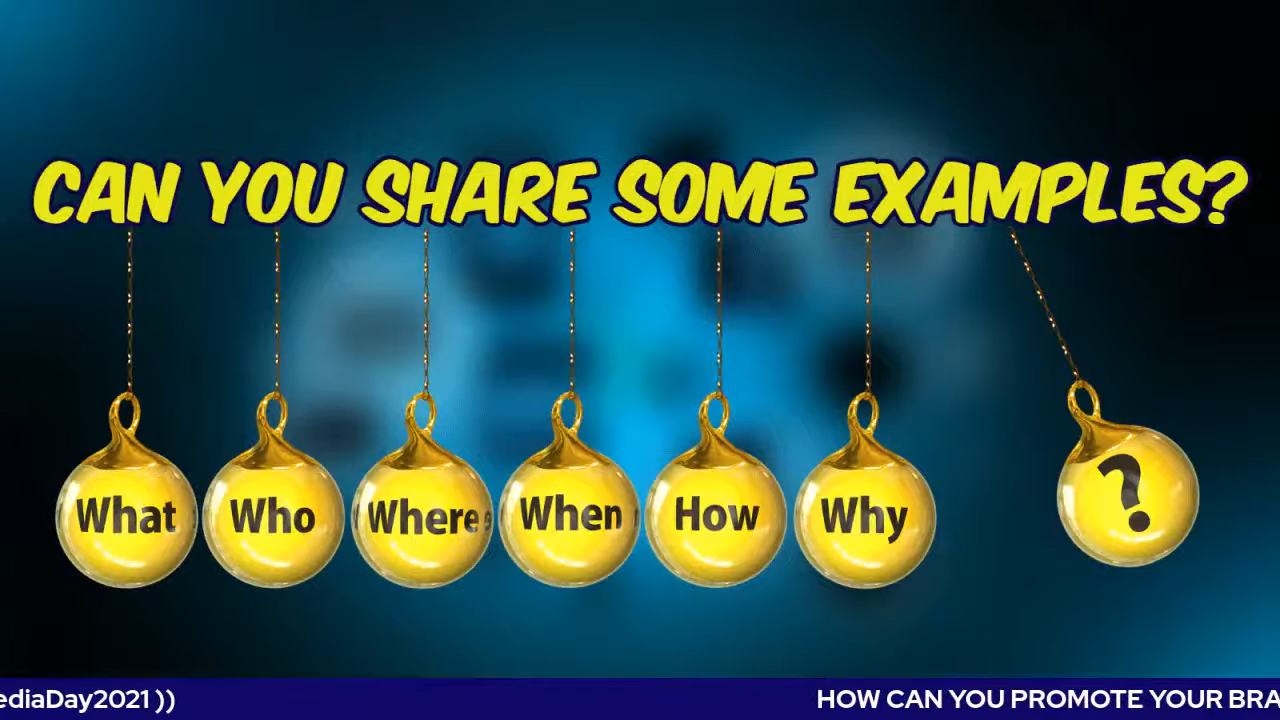 CAN YOU SHARE SOME EXAMPLES?
What Who Where When How Why ?
ediaDay2021 )) HOW CAN YOU PROMOTE YOUR BRA